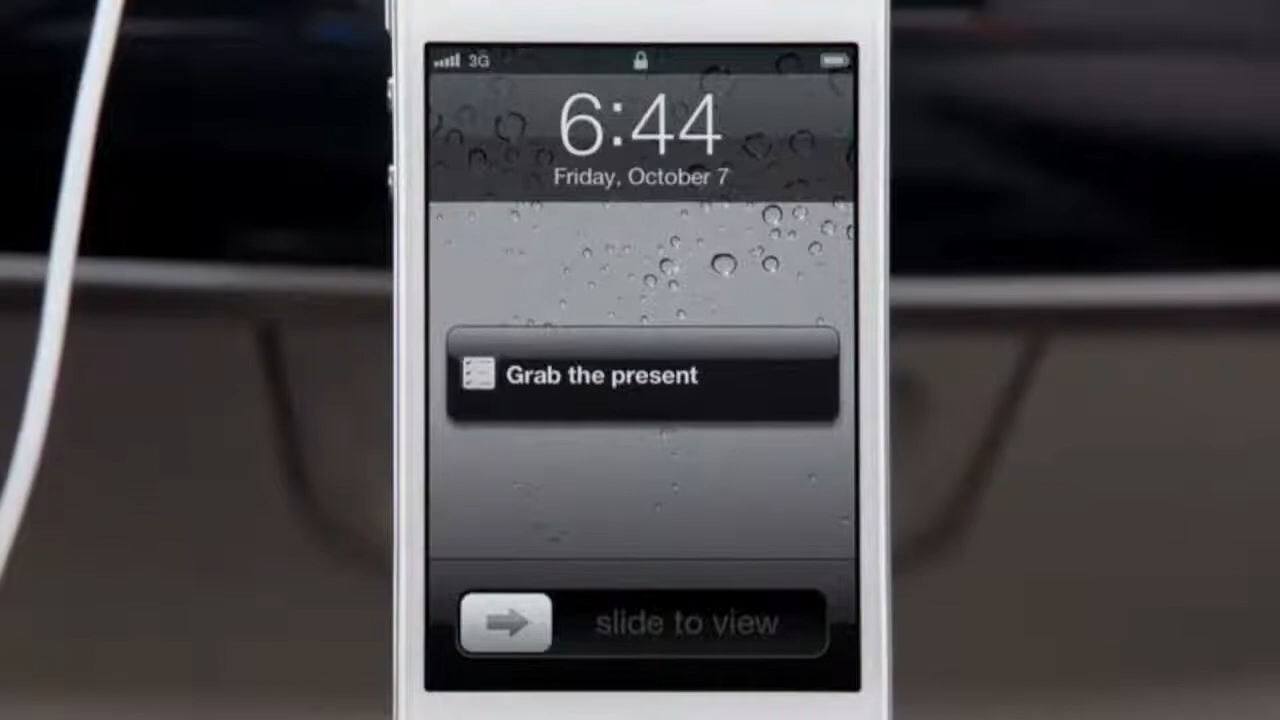 3G
6:44
Friday, October 7
Grab the present
slide to view